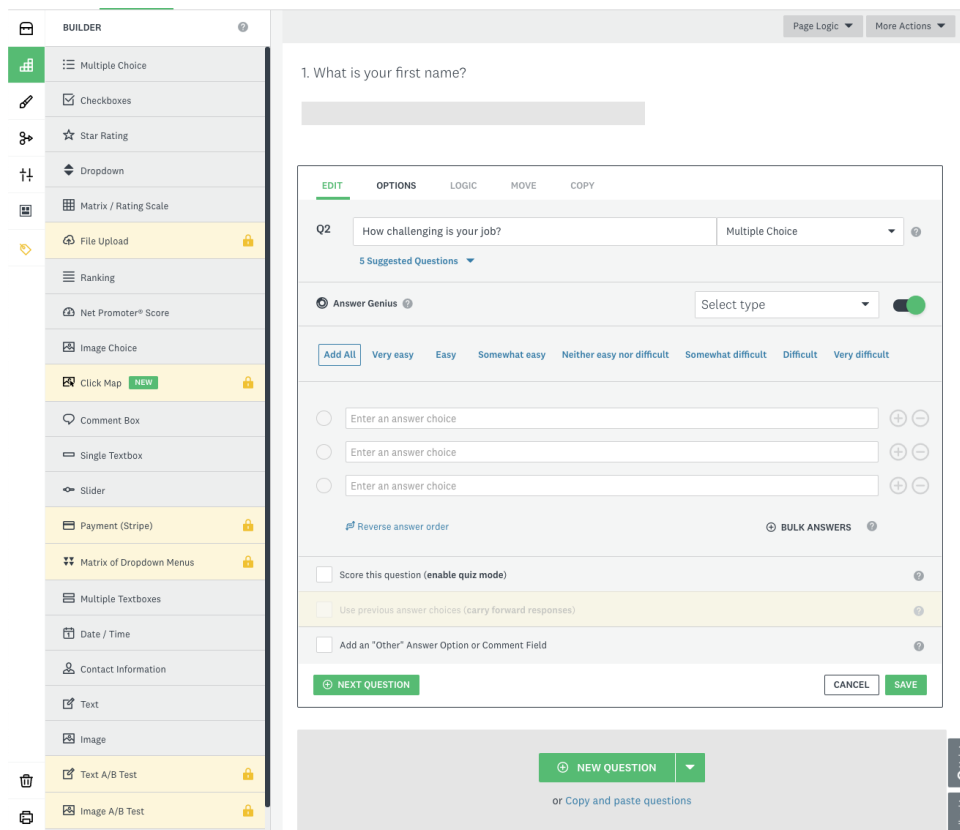 BUILDER
Multiple Choice
Checkboxes
Star Rating
Dropdown
Matrix / Rating Scale
File Upload
Ranking
Net Promoter® Score
Image Choice
Click Map NEW
Comment Box
Single Textbox
Slider
Payment (Stripe)
Matrix of Dropdown Menus
Multiple Textboxes
Date / Time
Contact Information
Text
Image
Text A/B Test
Image A/B Test
Page Logic More Actions
1. What is your first name?
EDIT OPTIONS LOGIC MOVE COPY
Q2 How challenging is your job? Multiple Choice
5 Suggested Questions
Answer Genius Select type
Add All Very easy Easy Somewhat easy Neither easy nor difficult Somewhat difficult Difficult Very difficult
Enter an answer choice
Enter an answer choice
Enter an answer choice
Reverse answer order BULK ANSWERS
Score this question (enable quiz mode)
Use previous answer choices (carry forward responses)
Add an "Other" Answer Option or Comment Field
NEXT QUESTION CANCEL SAVE
NEW QUESTION
or Copy and paste questions